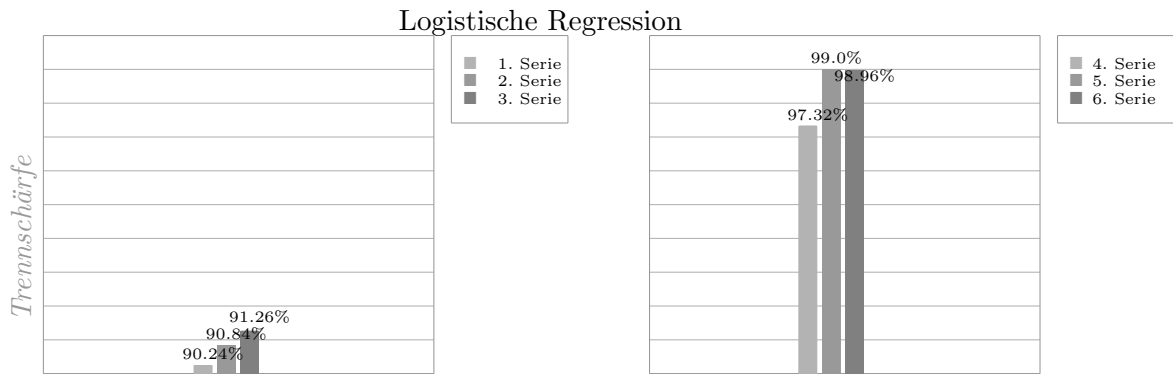 Logistische Regression
Trennschärfe
91.26%
90.84%
90.24%
1. Serie
2. Serie
3. Serie
99.0%
98.96%
97.32%
4. Serie
5. Serie
6. Serie